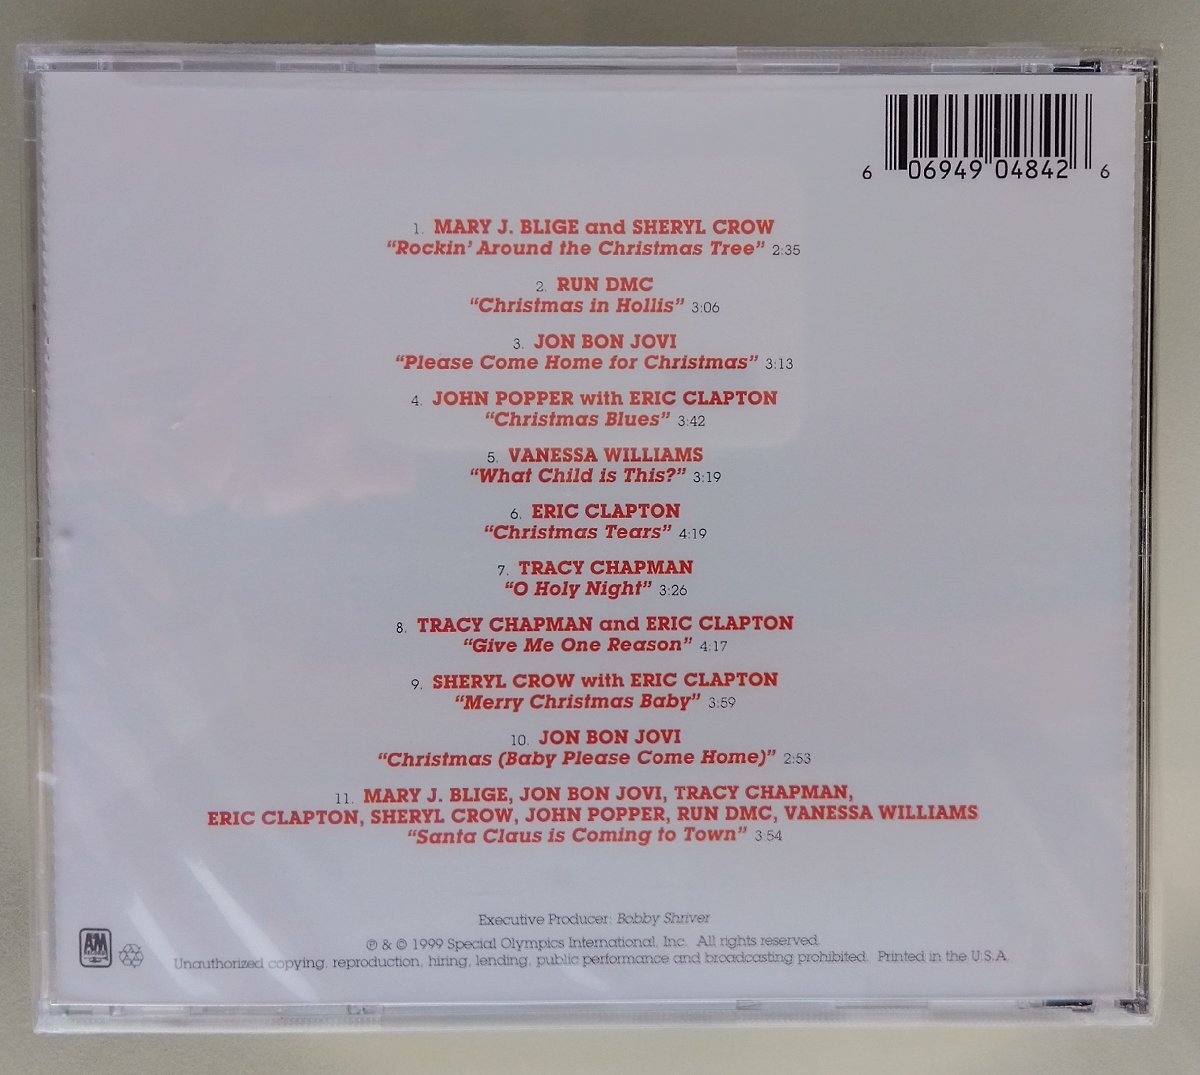 6 06949 04842 6
1. MARY J. BLIGE and SHERYL CROW
“Rockin’ Around the Christmas Tree” 2:35
2. RUN DMC
“Christmas in Hollis” 3:06
3. JON BON JOVI
“Please Come Home for Christmas” 3:13
4. JOHN POPPER with ERIC CLAPTON
“Christmas Blues” 3:42
5. VANESSA WILLIAMS
“What Child is This?” 3:19
6. ERIC CLAPTON
“Christmas Tears” 4:19
7. TRACY CHAPMAN
“O Holy Night” 3:26
8. TRACY CHAPMAN and ERIC CLAPTON
“Give Me One Reason” 4:17
9. SHERYL CROW with ERIC CLAPTON
“Merry Christmas Baby” 3:59
10. JON BON JOVI
“Christmas (Baby Please Come Home)” 2:53
11. MARY J. BLIGE, JON BON JOVI, TRACY CHAPMAN,
ERIC CLAPTON, SHERYL CROW, JOHN POPPER, RUN DMC, VANESSA WILLIAMS
“Santa Claus is Coming to Town” 3:54
Executive Producer: Bobby Shriver
℗ & © 1999 Special Olympics International, Inc. All rights reserved.
Unauthorized copying, reproduction, hiring, lending, public performance and broadcasting prohibited. Printed in the U.S.A.
A&M
RECORDS